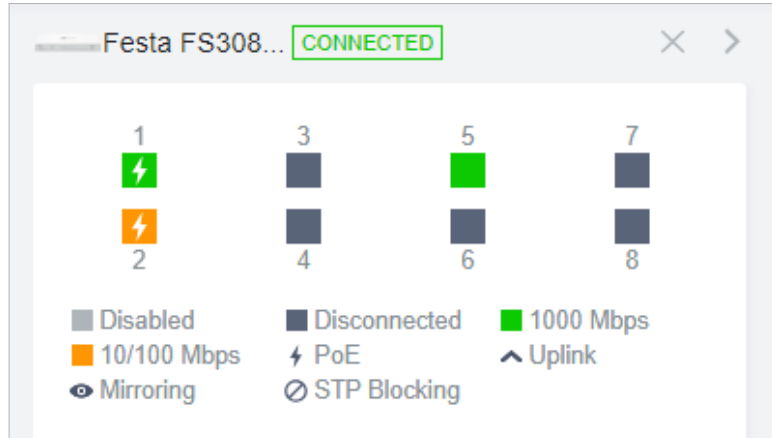 Festa FS308... CONNECTED
1 3 5 7
2 4 6 8
Disabled Disconnected 1000 Mbps
10/100 Mbps PoE Uplink
Mirroring STP Blocking